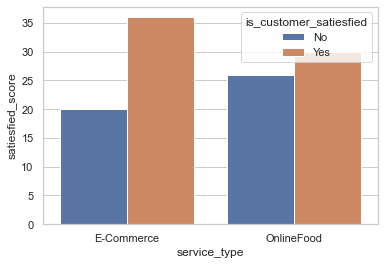 is_customer_satiesfied
No
Yes
35
30
25
20
15
10
5
0
satiesfied_score
E-Commerce
OnlineFood
service_type